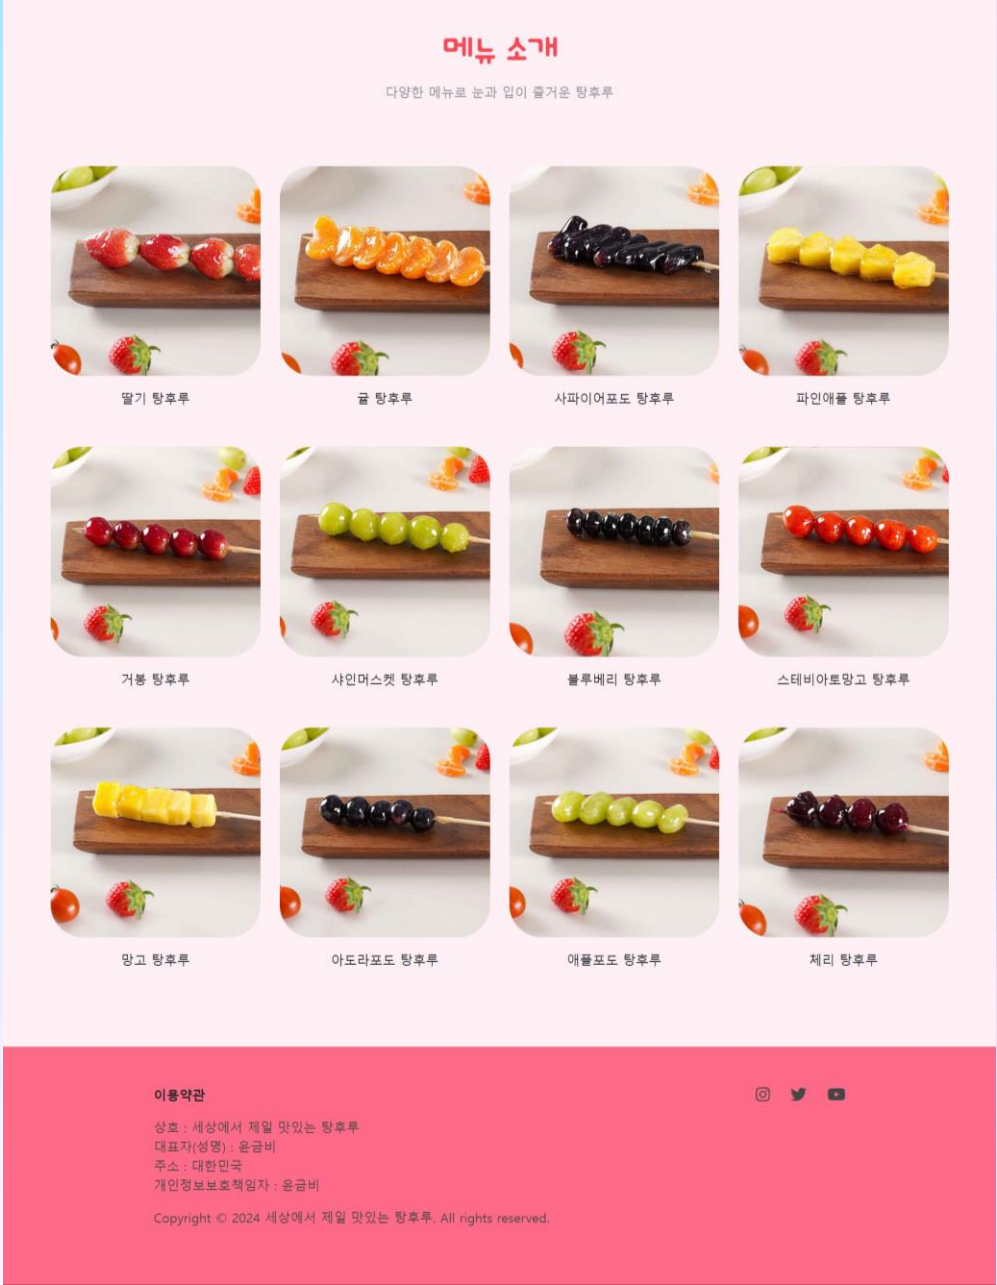 메뉴 소개
다양한 메뉴로 눈과 입이 즐거운 탕후루
딸기 탕후루
귤 탕후루
사파이어포도 탕후루
파인애플 탕후루
거봉 탕후루
샤인머스켓 탕후루
블루베리 탕후루
스테비아토망고 탕후루
망고 탕후루
아도라포도 탕후루
애플포도 탕후루
체리 탕후루
이용약관
상호 : 세상에서 제일 맛있는 탕후루
대표자(성명) : 윤금비
주소 : 대한민국
개인정보보호책임자 : 윤금비
Copyright © 2024 세상에서 제일 맛있는 탕후루. All rights reserved.